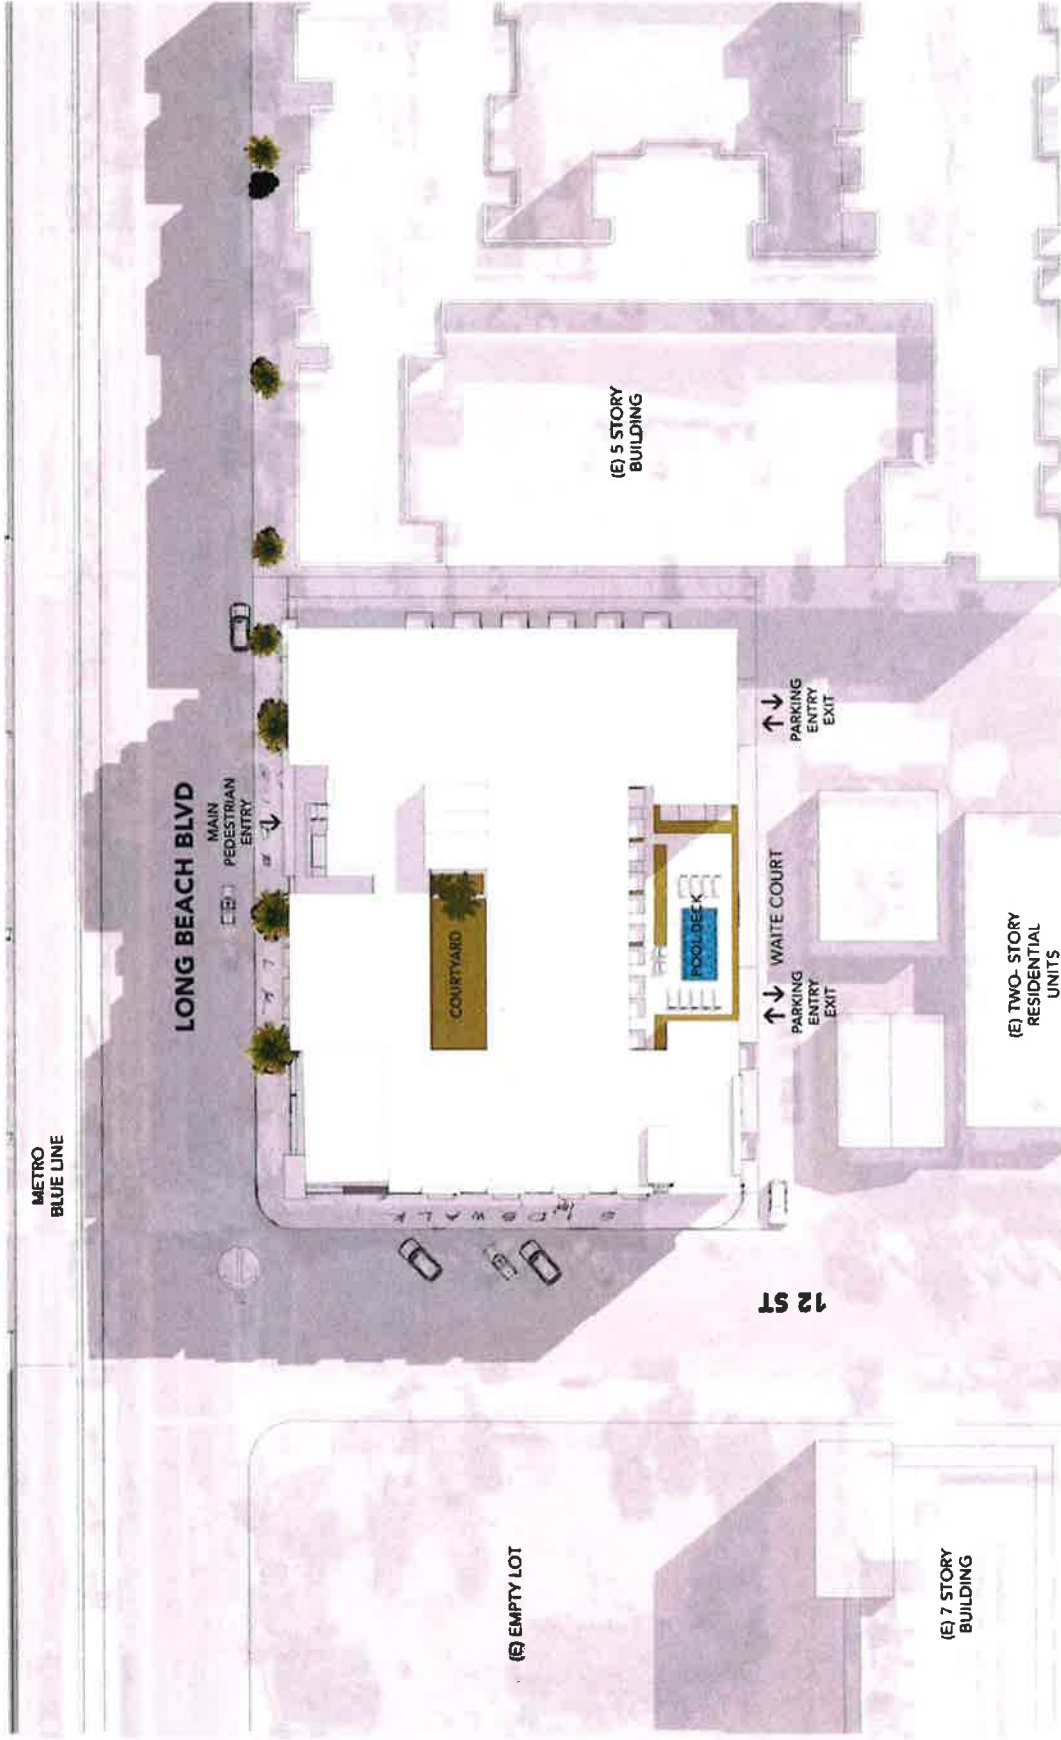 METRO
BLUE LINE
LONG BEACH BLVD
MAIN
PEDESTRIAN
ENTRY
SIDEWALK
COURTYARD
POOL DECK
(E) 5 STORY
BUILDING
PARKING
ENTRY
EXIT
WAITE COURT
PARKING
ENTRY
EXIT
12 ST
(E) TWO- STORY
RESIDENTIAL
UNITS
(E) EMPTY LOT
(E) 7 STORY
BUILDING